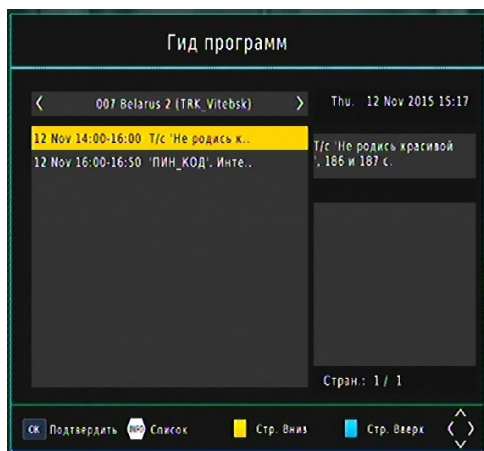 Гид программ
007 Belarus 2 (TRK_Vitebsk)
Thu. 12 Nov 2015 15:17
12 Nov 14:00-16:00 Т/с 'Не родись к..
12 Nov 16:00-16:50 'ПИН_КОД'. Инте..
Т/с 'Не родись красивой
', 186 и 187 с.
Стран.: 1 / 1
OK Подтвердить INFO Список Стр. Вниз Стр. Вверх